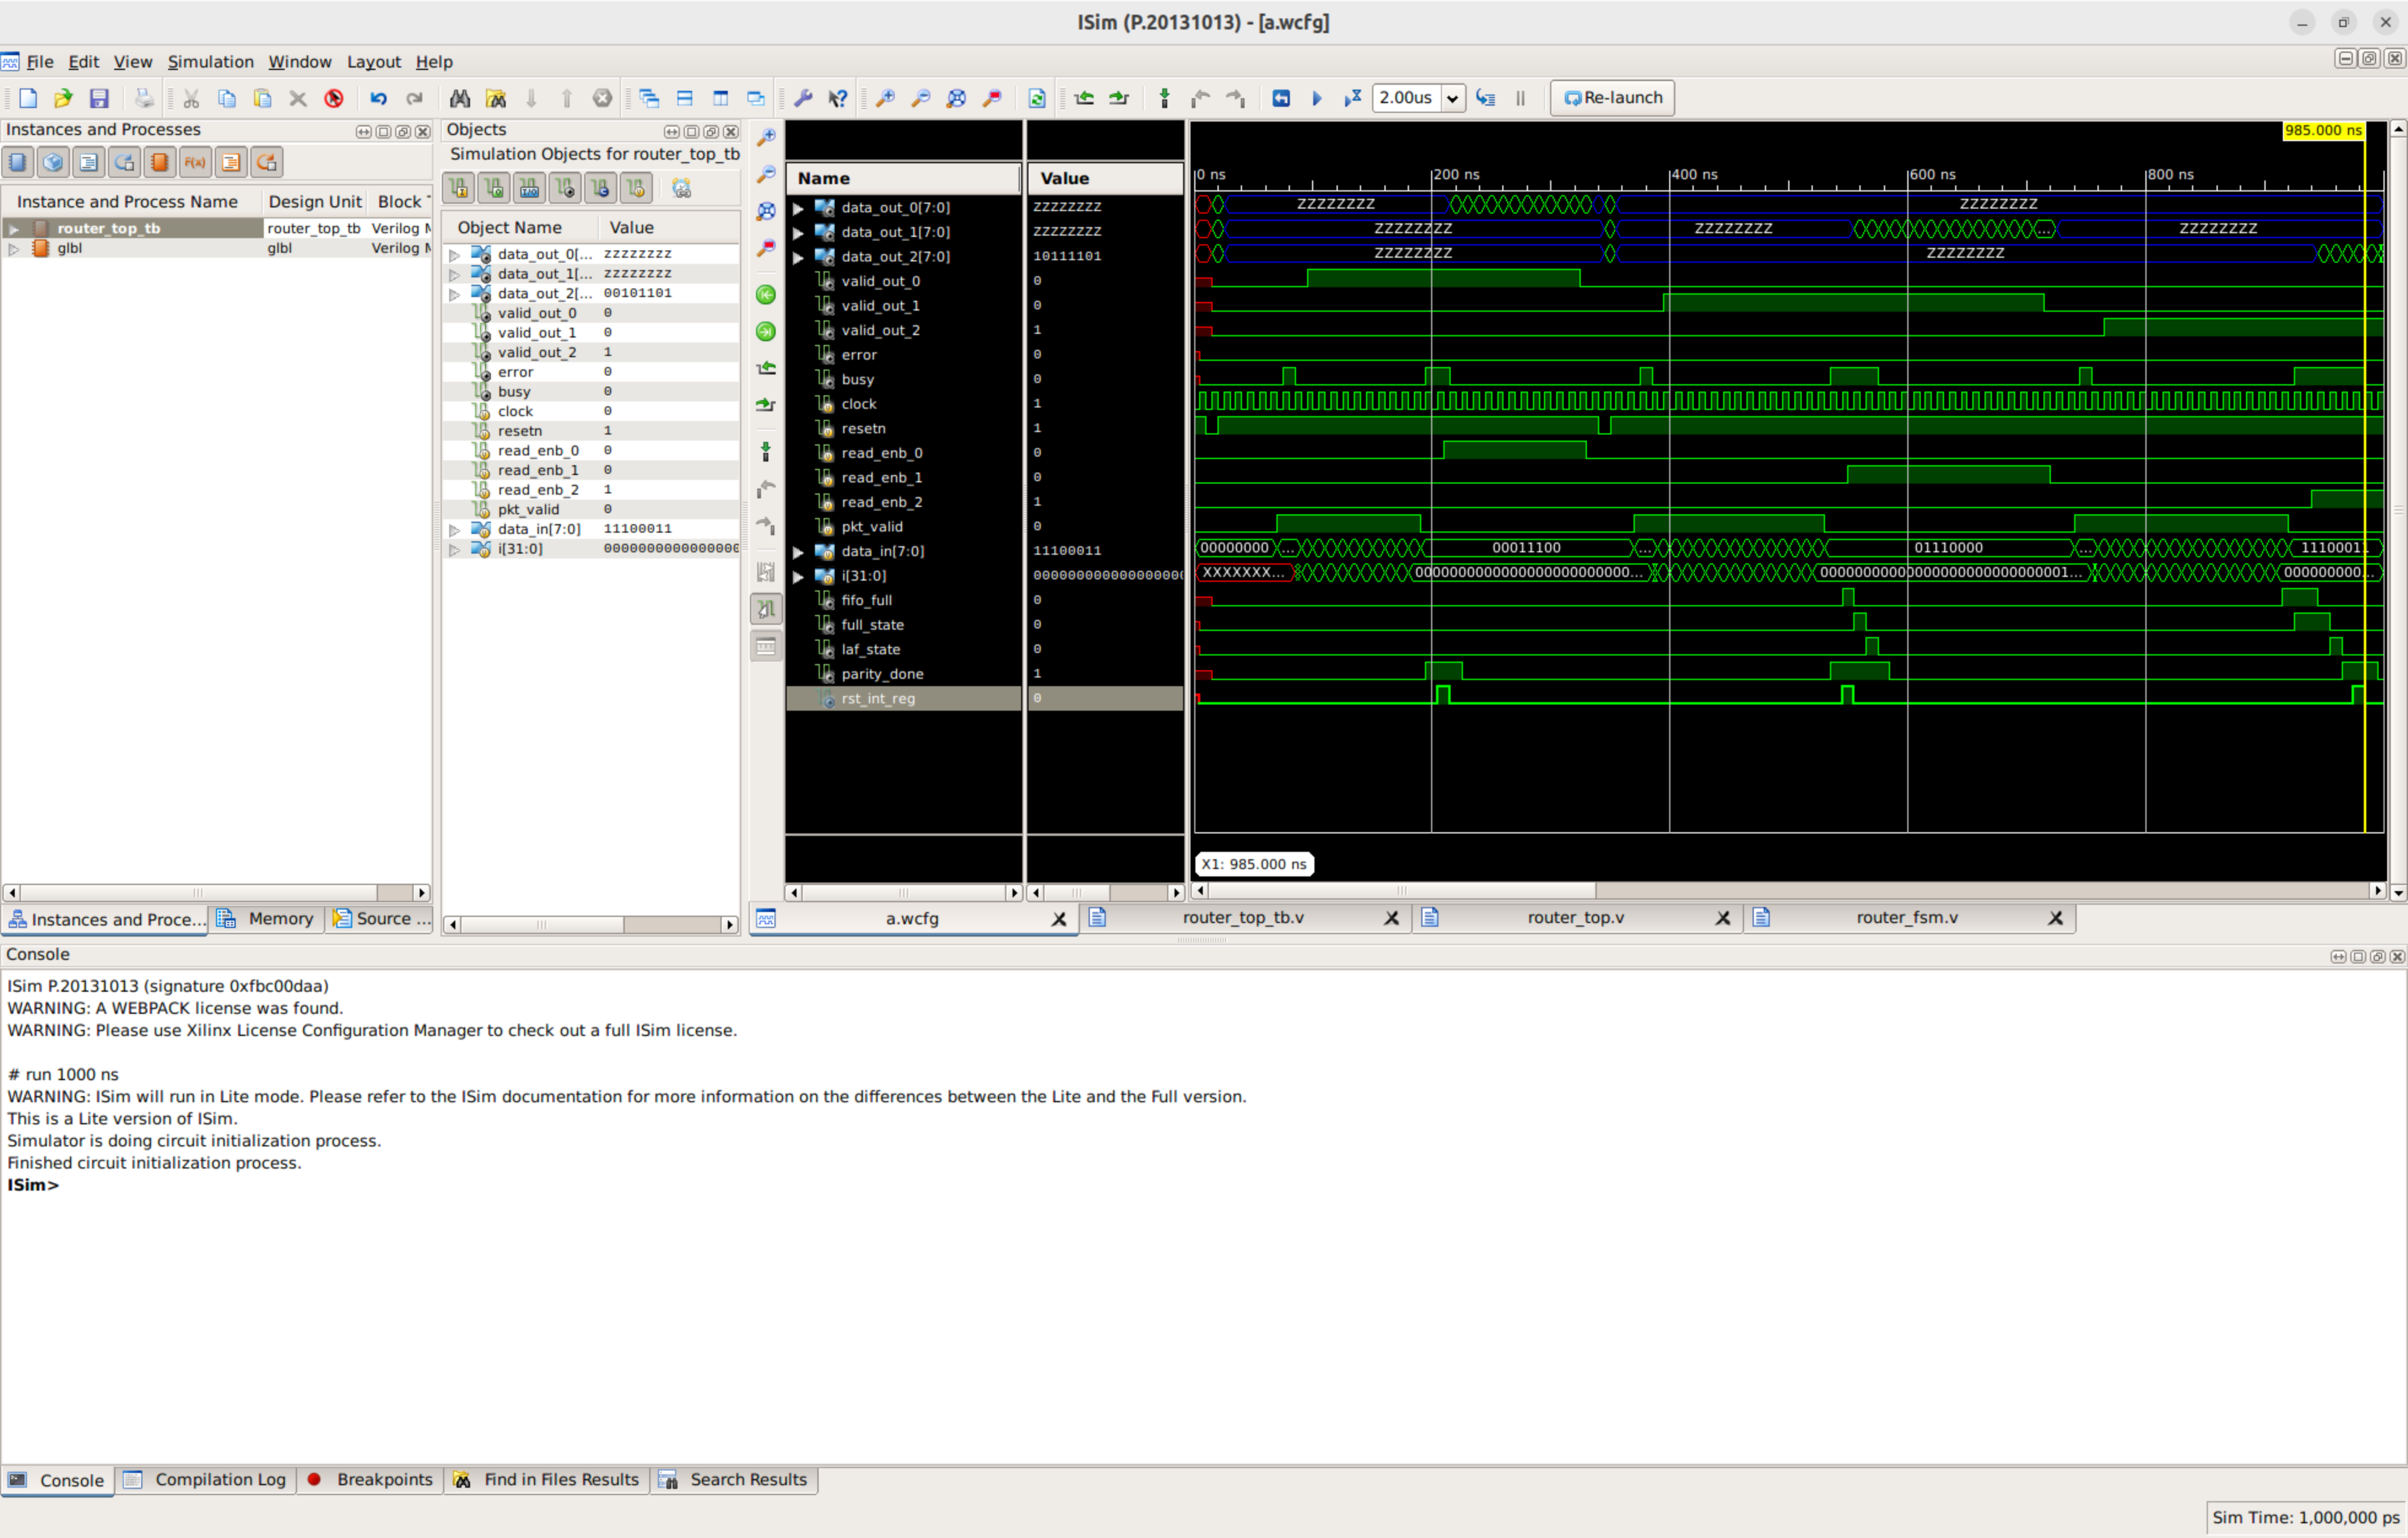 ISim (P.20131013) - [a.wcfg]
File Edit View Simulation Window Layout Help
2.00us
Re-launch
Instances and Processes
Instance and Process Name Design Unit Block
router_top_tb router_top_tb Verilog M
glbl glbl Verilog M
Instances and Proce... Memory Source ...
Objects
Simulation Objects for router_top_tb
Object Name Value
data_out_0[... zzzzzzzz
data_out_1[... zzzzzzzz
data_out_2[... 00101101
valid_out_0 0
valid_out_1 0
valid_out_2 1
error 0
busy 0
clock 0
resetn 1
read_enb_0 0
read_enb_1 0
read_enb_2 1
pkt_valid 0
data_in[7:0] 11100011
i[31:0] 0000000000000000
Name Value
data_out_0[7:0] zzzzzzzz
data_out_1[7:0] zzzzzzzz
data_out_2[7:0] 10111101
valid_out_0 0
valid_out_1 0
valid_out_2 1
error 0
busy 0
clock 1
resetn 1
read_enb_0 0
read_enb_1 0
read_enb_2 1
pkt_valid 0
data_in[7:0] 11100011
i[31:0] 0000000000000000000
fifo_full 0
full_state 0
laf_state 0
parity_done 1
rst_int_reg 0
985.000 ns
0 ns 200 ns 400 ns 600 ns 800 ns
zzzzzzzz zzzzzzzz
zzzzzzzz zzzzzzzz ... zzzzzzzz
zzzzzzzz zzzzzzzz
00000000 ... 00011100 ... 01110000 ... 11100011
XXXXXXX... 0000000000000000000000000... 00000000000000000000000000001... 000000000...
X1: 985.000 ns
a.wcfg router_top_tb.v router_top.v router_fsm.v
Console
ISim P.20131013 (signature 0xfbc00daa)
WARNING: A WEBPACK license was found.
WARNING: Please use Xilinx License Configuration Manager to check out a full ISim license.
# run 1000 ns
WARNING: ISim will run in Lite mode. Please refer to the ISim documentation for more information on the differences between the Lite and the Full version.
This is a Lite version of ISim.
Simulator is doing circuit initialization process.
Finished circuit initialization process.
ISim>
Console Compilation Log Breakpoints Find in Files Results Search Results
Sim Time: 1,000,000 ps